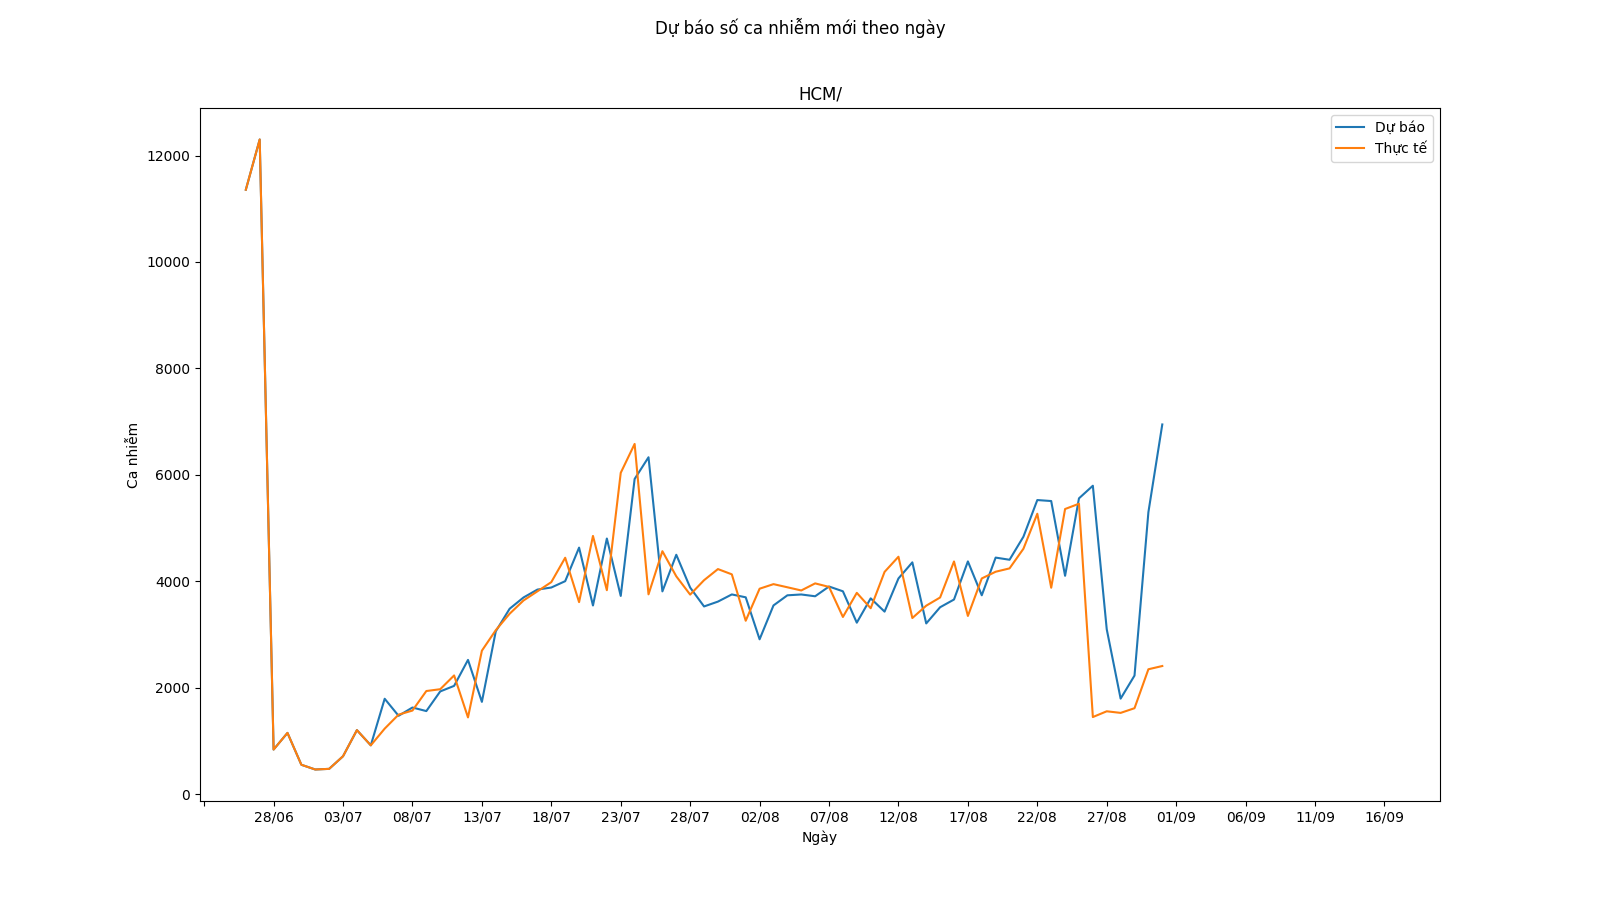 Dự báo số ca nhiễm mới theo ngày
HCM/
Dự báo
Thực tế
12000
10000
8000
6000
4000
2000
0
Ca nhiễm
28/06 03/07 08/07 13/07 18/07 23/07 28/07 02/08 07/08 12/08 17/08 22/08 27/08 01/09 06/09 11/09 16/09
Ngày